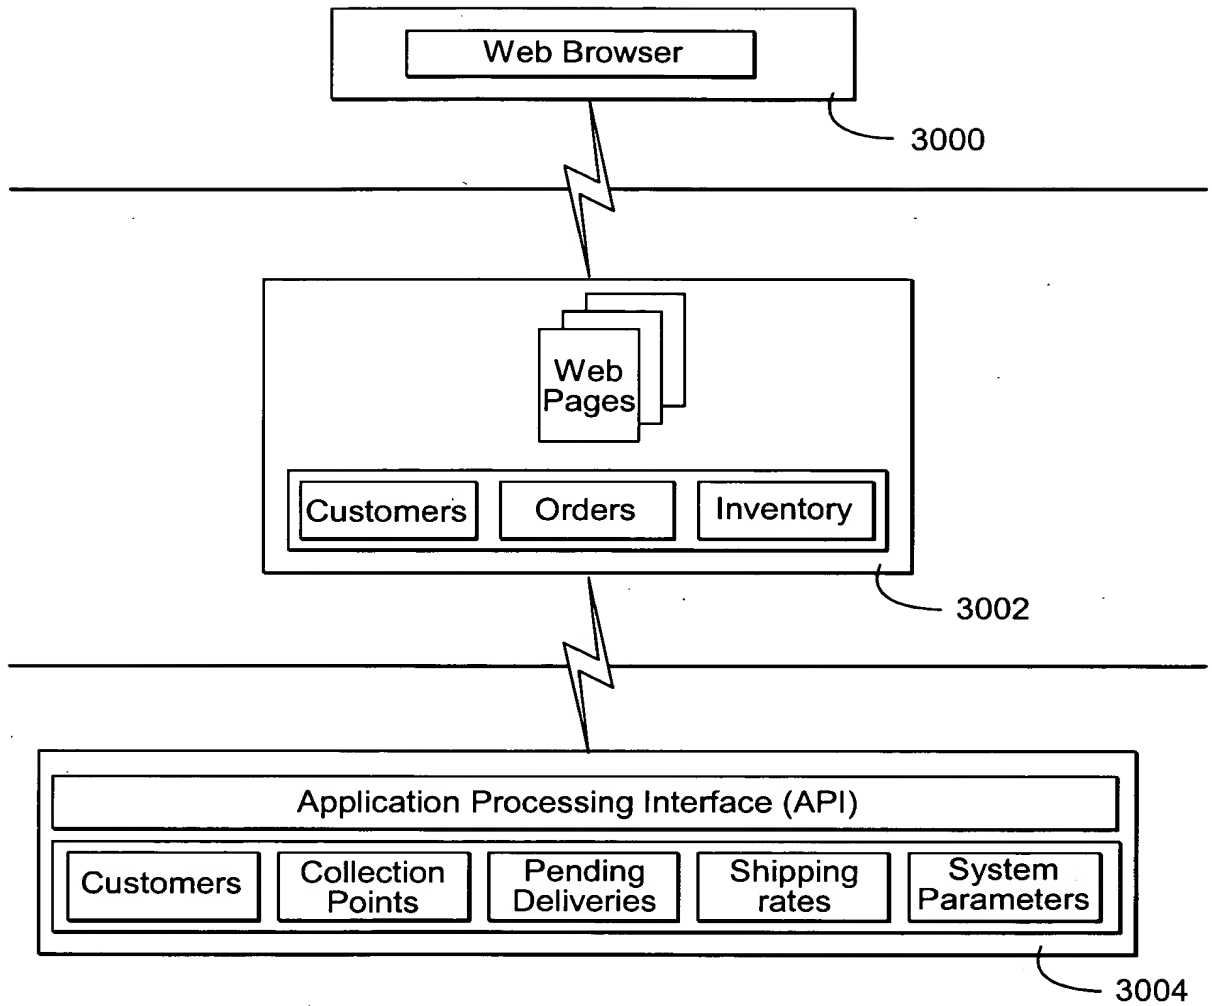 Web Browser
3000
Web
Pages
Customers
Orders
Inventory
3002
Application Processing Interface (API)
Customers
Collection
Points
Pending
Deliveries
Shipping
rates
System
Parameters
3004